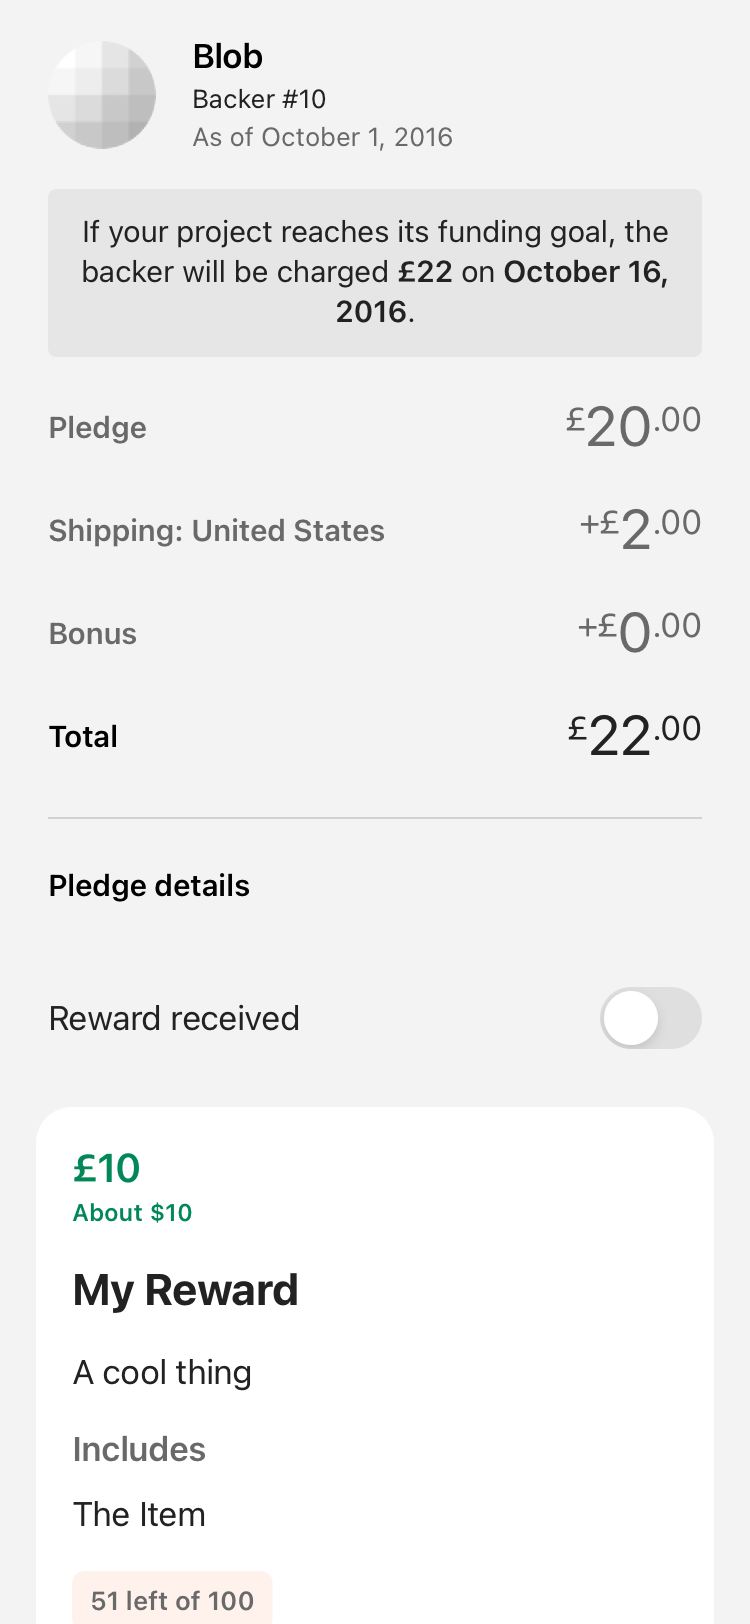 Blob
Backer #10
As of October 1, 2016
If your project reaches its funding goal, the
backer will be charged £22 on October 16,
2016.
Pledge £20.00
Shipping: United States +£2.00
Bonus +£0.00
Total £22.00
Pledge details
Reward received
£10
About $10
My Reward
A cool thing
Includes
The Item
51 left of 100